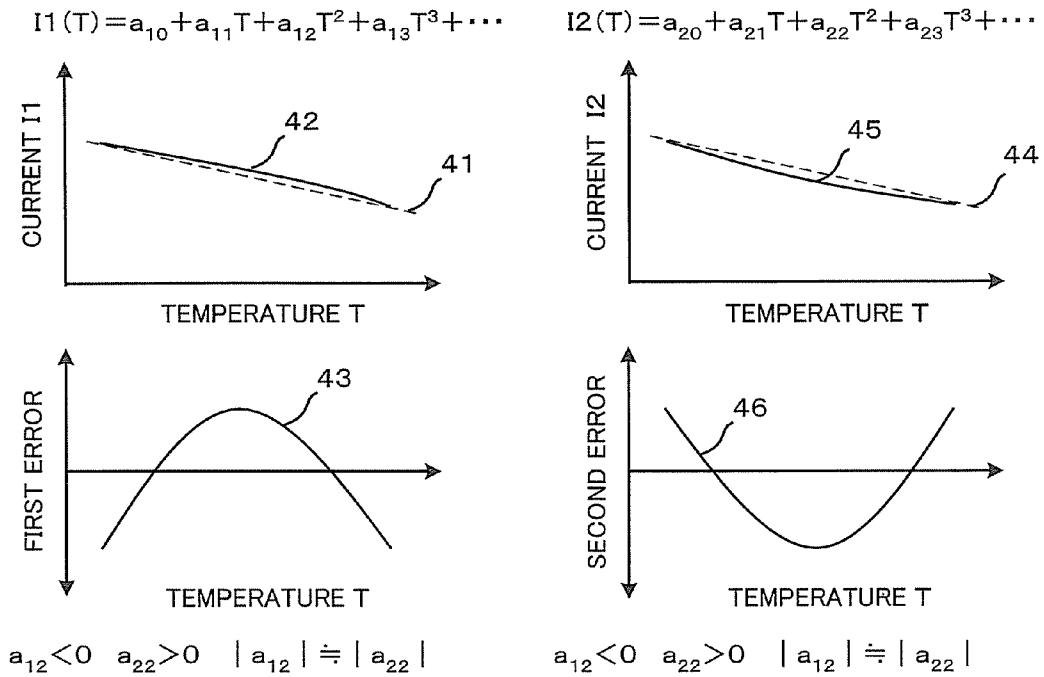 I1(T)=a₁₀+a₁₁T+a₁₂T²+a₁₃T³+⋯
I2(T)=a₂₀+a₂₁T+a₂₂T²+a₂₃T³+⋯
CURRENT I1
42
41
TEMPERATURE T
CURRENT I2
45
44
TEMPERATURE T
FIRST ERROR
43
TEMPERATURE T
SECOND ERROR
46
TEMPERATURE T
a₁₂<0 a₂₂>0 |a₁₂|≒|a₂₂|
a₁₂<0 a₂₂>0 |a₁₂|≒|a₂₂|